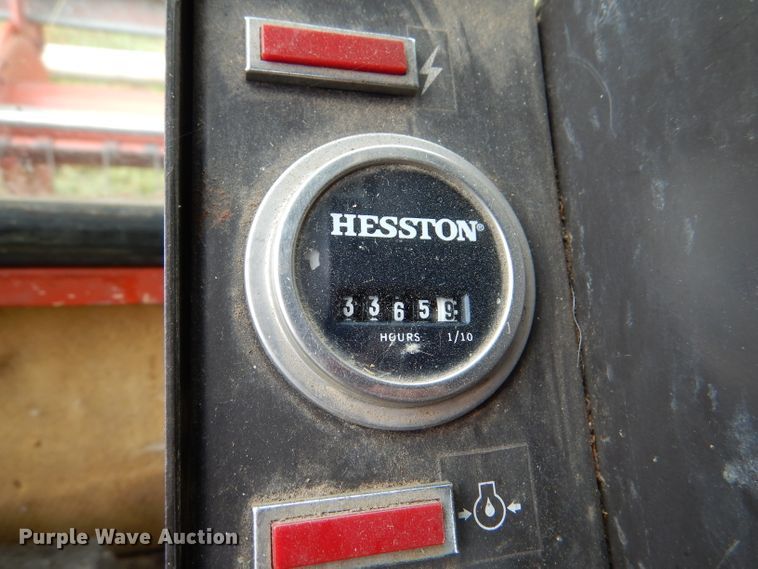 HESSTON®
33659
HOURS 1/10
Purple Wave Auction